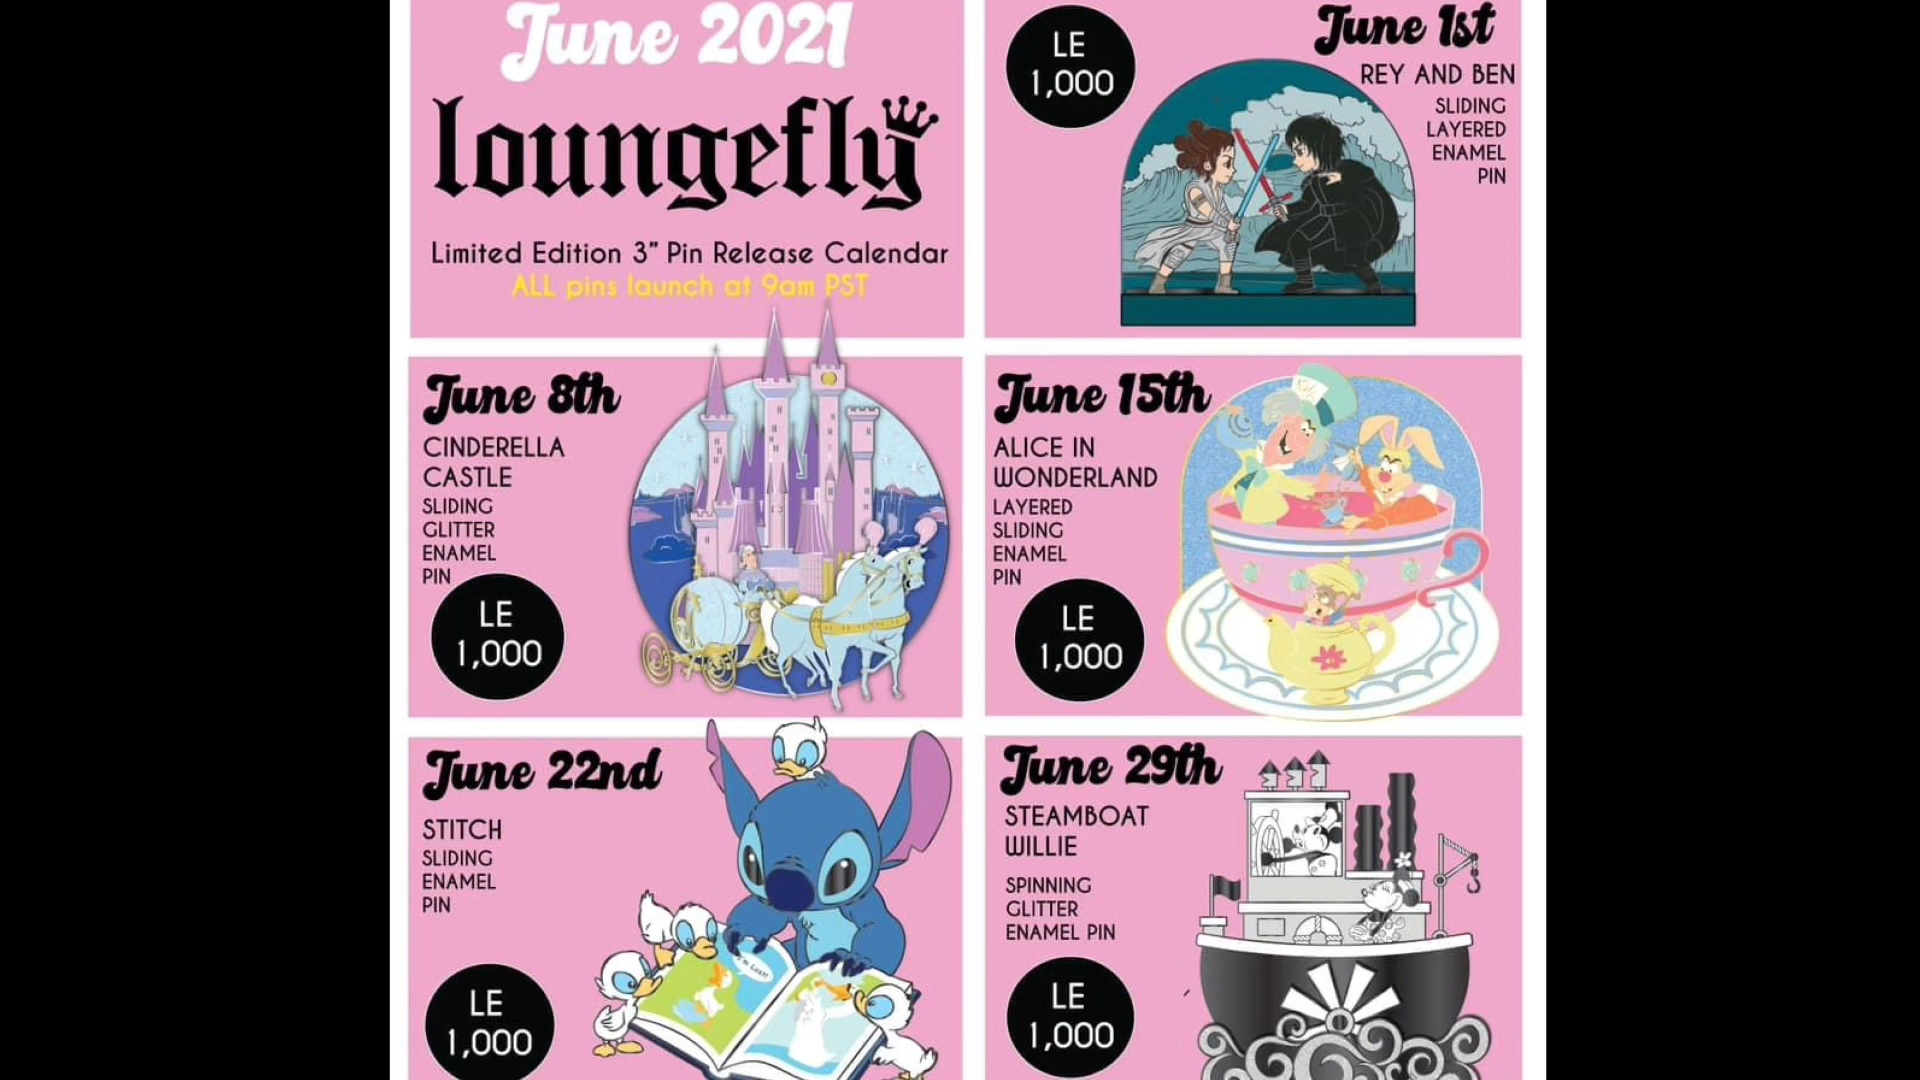 June 2021
loungefly
Limited Edition 3" Pin Release Calendar
ALL pins launch at 9am PST
LE
1,000
June 1st
REY AND BEN
SLIDING
LAYERED
ENAMEL
PIN
June 8th
CINDERELLA
CASTLE
SLIDING
GLITTER
ENAMEL
PIN
LE
1,000
June 15th
ALICE IN
WONDERLAND
LAYERED
SLIDING
ENAMEL
PIN
LE
1,000
June 22nd
STITCH
SLIDING
ENAMEL
PIN
LE
1,000
I'm Lost!
June 29th
STEAMBOAT
WILLIE
SPINNING
GLITTER
ENAMEL PIN
LE
1,000